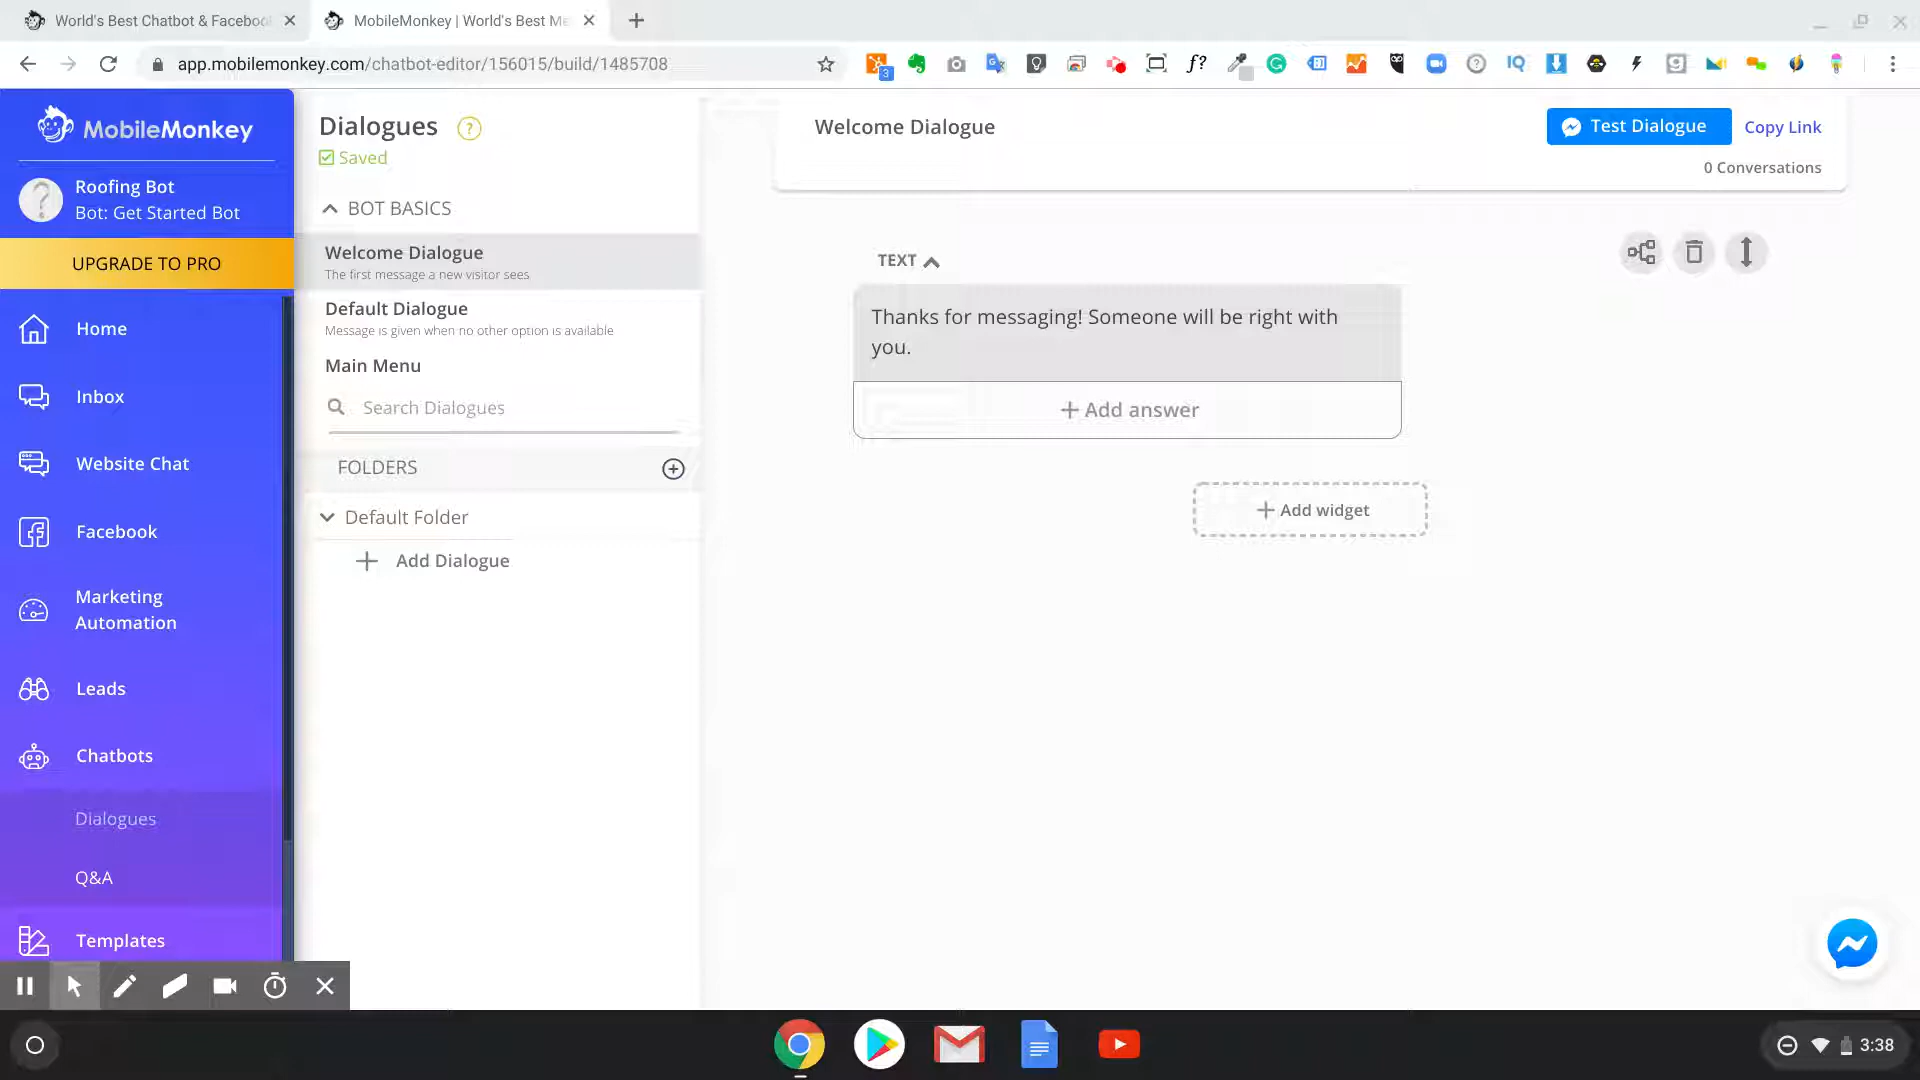 World's Best Chatbot & Faceboo
MobileMonkey | World's Best Me
app.mobilemonkey.com/chatbot-editor/156015/build/1485708
3
f?
IQ
MobileMonkey
Roofing Bot
Bot: Get Started Bot
UPGRADE TO PRO
Home
Inbox
Website Chat
Facebook
Marketing
Automation
Leads
Chatbots
Dialogues
Q&A
Templates
Dialogues ?
Saved
BOT BASICS
Welcome Dialogue
The first message a new visitor sees
Default Dialogue
Message is given when no other option is available
Main Menu
Search Dialogues
FOLDERS
Default Folder
Add Dialogue
Welcome Dialogue
Test Dialogue
Copy Link
0 Conversations
TEXT
Thanks for messaging! Someone will be right with
you.
+ Add answer
+ Add widget
3:38